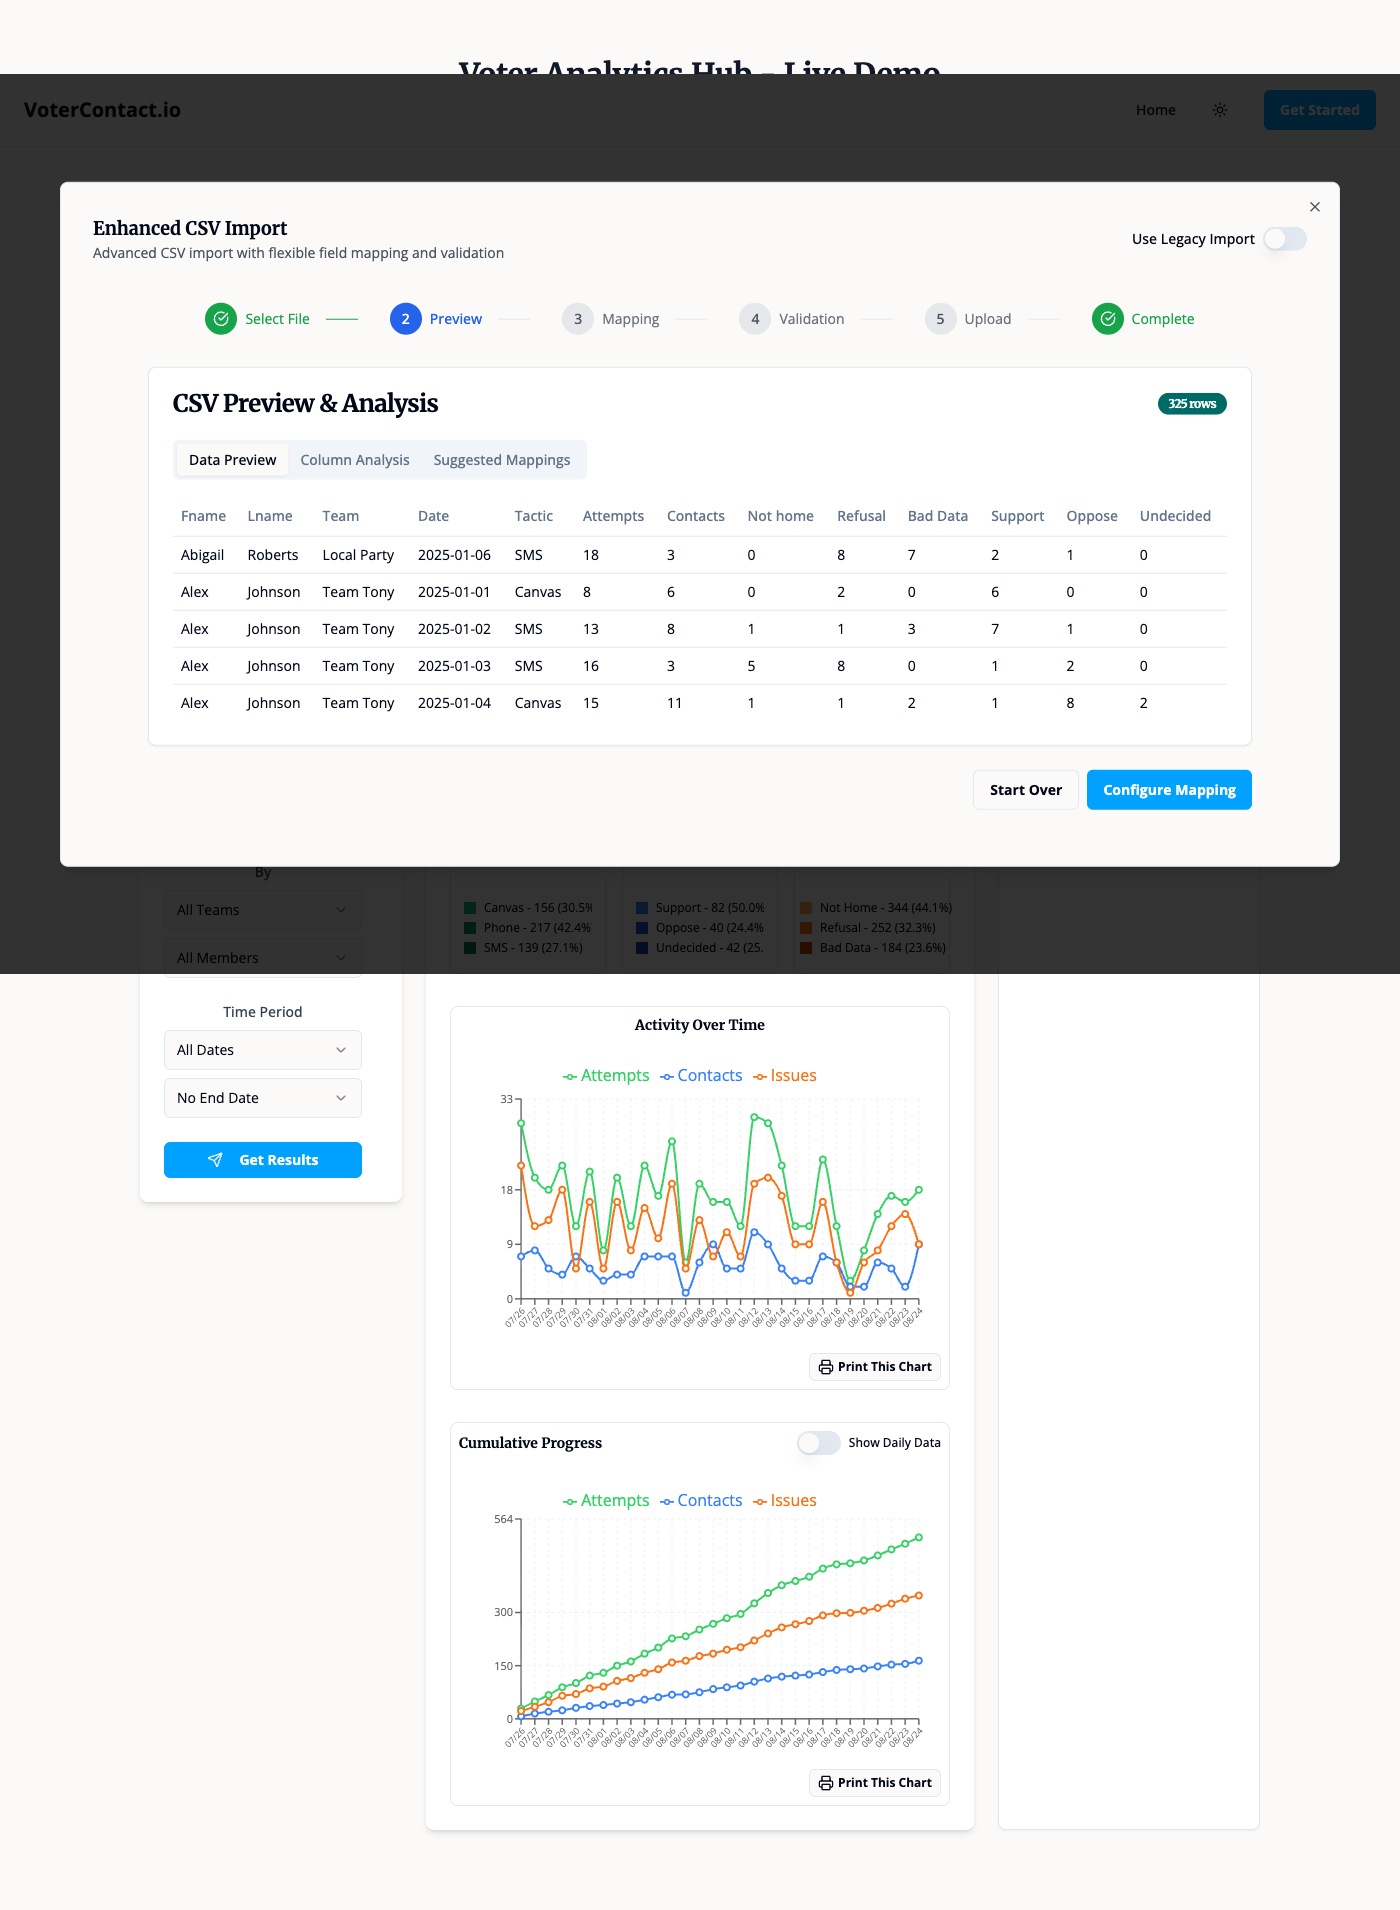 Voter Analytics Hub - Live Demo
VoterContact.io
Home
Get Started
Enhanced CSV Import
Advanced CSV import with flexible field mapping and validation
Use Legacy Import
Select File
2 Preview
3 Mapping
4 Validation
5 Upload
Complete
CSV Preview & Analysis
325 rows
Data Preview Column Analysis Suggested Mappings
Fname Lname Team Date Tactic Attempts Contacts Not home Refusal Bad Data Support Oppose Undecided
Abigail Roberts Local Party 2025-01-06 SMS 18 3 0 8 7 2 1 0
Alex Johnson Team Tony 2025-01-01 Canvas 8 6 0 2 0 6 0 0
Alex Johnson Team Tony 2025-01-02 SMS 13 8 1 1 3 7 1 0
Alex Johnson Team Tony 2025-01-03 SMS 16 3 5 8 0 1 2 0
Alex Johnson Team Tony 2025-01-04 Canvas 15 11 1 1 2 1 8 2
Start Over
Configure Mapping
By
All Teams
All Members
Canvas - 156 (30.5%
Phone - 217 (42.4%
SMS - 139 (27.1%)
Support - 82 (50.0%
Oppose - 40 (24.4%
Undecided - 42 (25.
Not Home - 344 (44.1%)
Refusal - 252 (32.3%)
Bad Data - 184 (23.6%)
Time Period
All Dates
No End Date
Get Results
Activity Over Time
Attempts Contacts Issues
33
18
9
0
07/26 07/27 07/28 07/29 07/30 07/31 08/01 08/02 08/03 08/04 08/05 08/06 08/07 08/08 08/09 08/10 08/11 08/12 08/13 08/14 08/15 08/16 08/17 08/18 08/19 08/20 08/21 08/22 08/23 08/24
Print This Chart
Cumulative Progress
Show Daily Data
Attempts Contacts Issues
564
300
150
0
07/26 07/27 07/28 07/29 07/30 07/31 08/01 08/02 08/03 08/04 08/05 08/06 08/07 08/08 08/09 08/10 08/11 08/12 08/13 08/14 08/15 08/16 08/17 08/18 08/19 08/20 08/21 08/22 08/23 08/24
Print This Chart